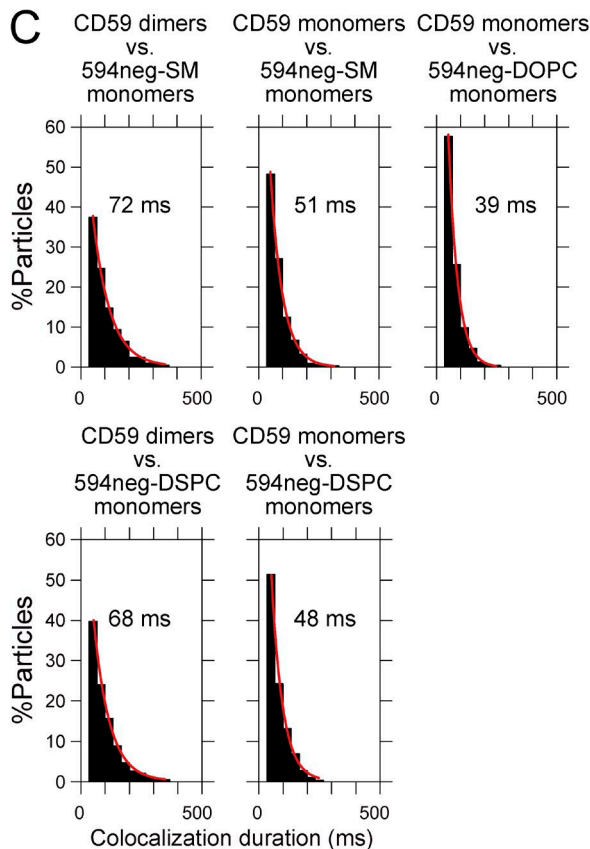 C
CD59 dimers
vs.
594neg-SM
monomers
CD59 monomers
vs.
594neg-SM
monomers
CD59 monomers
vs.
594neg-DOPC
monomers
%Particles
60
50
40
30
20
10
0
72 ms
51 ms
39 ms
0 500
0 500
0 500
CD59 dimers
vs.
594neg-DSPC
monomers
CD59 monomers
vs.
594neg-DSPC
monomers
%Particles
60
50
40
30
20
10
0
68 ms
48 ms
0 500
0 500
Colocalization duration (ms)